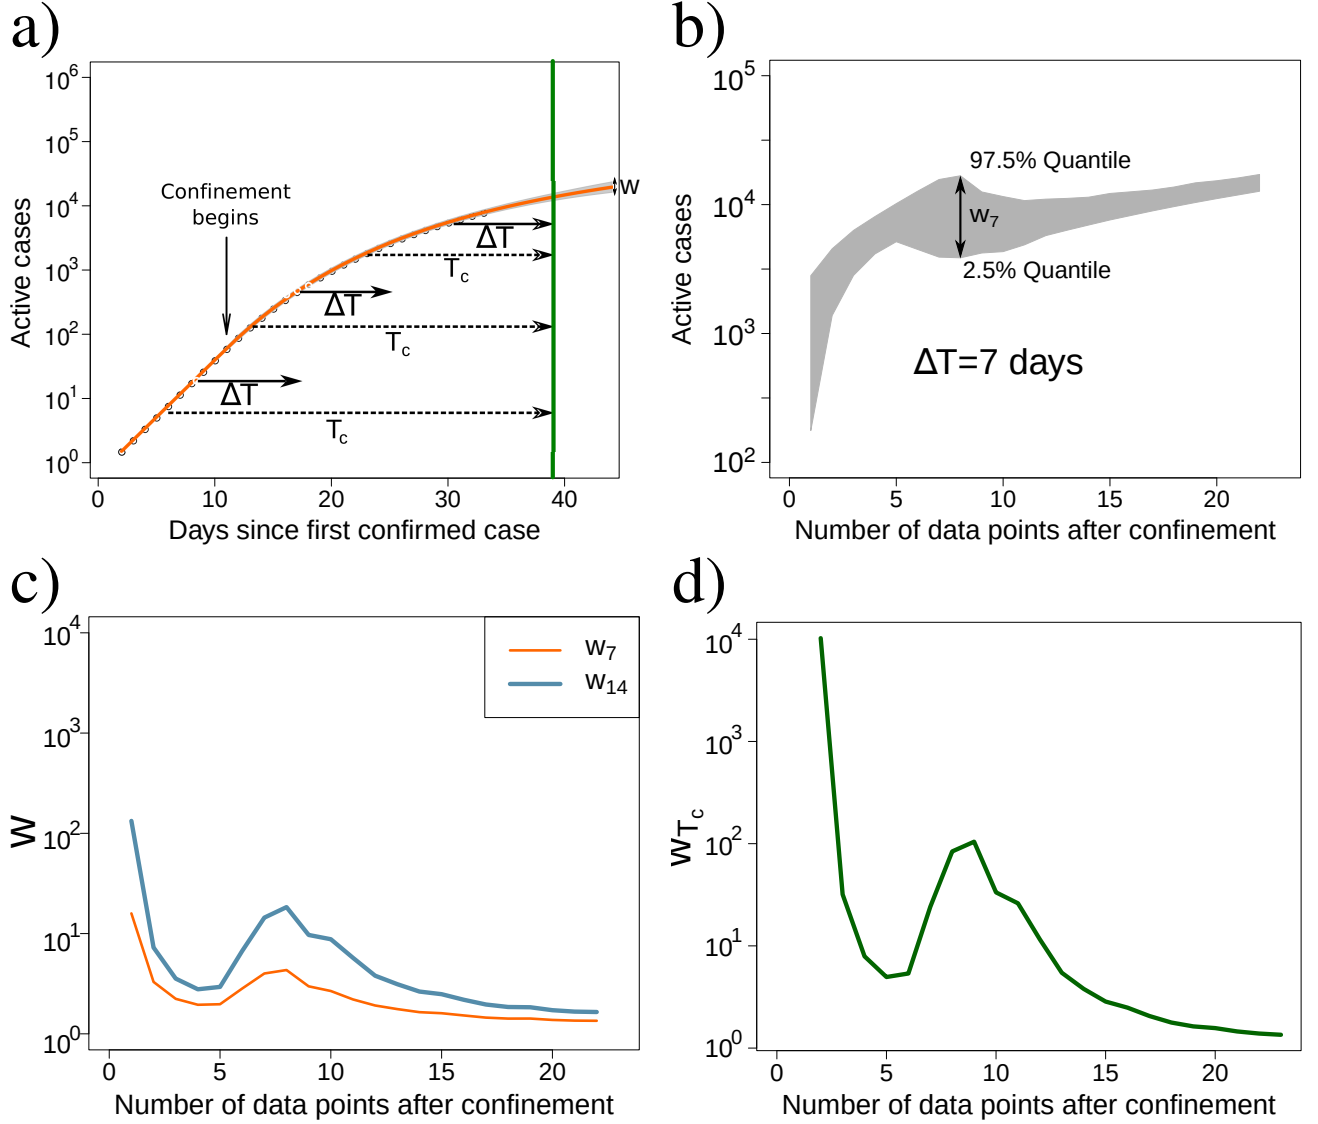 a)
10^6
10^5
10^4
10^3
10^2
10^1
10^0
Active cases
Confinement
begins
w
ΔT
T_c
ΔT
T_c
ΔT
T_c
0 10 20 30 40
Days since first confirmed case
b)
10^5
10^4
10^3
10^2
Active cases
97.5% Quantile
w_7
2.5% Quantile
ΔT=7 days
0 5 10 15 20
Number of data points after confinement
c)
10^4
10^3
10^2
10^1
10^0
W
w_7
w_14
0 5 10 15 20
Number of data points after confinement
d)
10^4
10^3
10^2
10^1
10^0
w_T_c
0 5 10 15 20
Number of data points after confinement